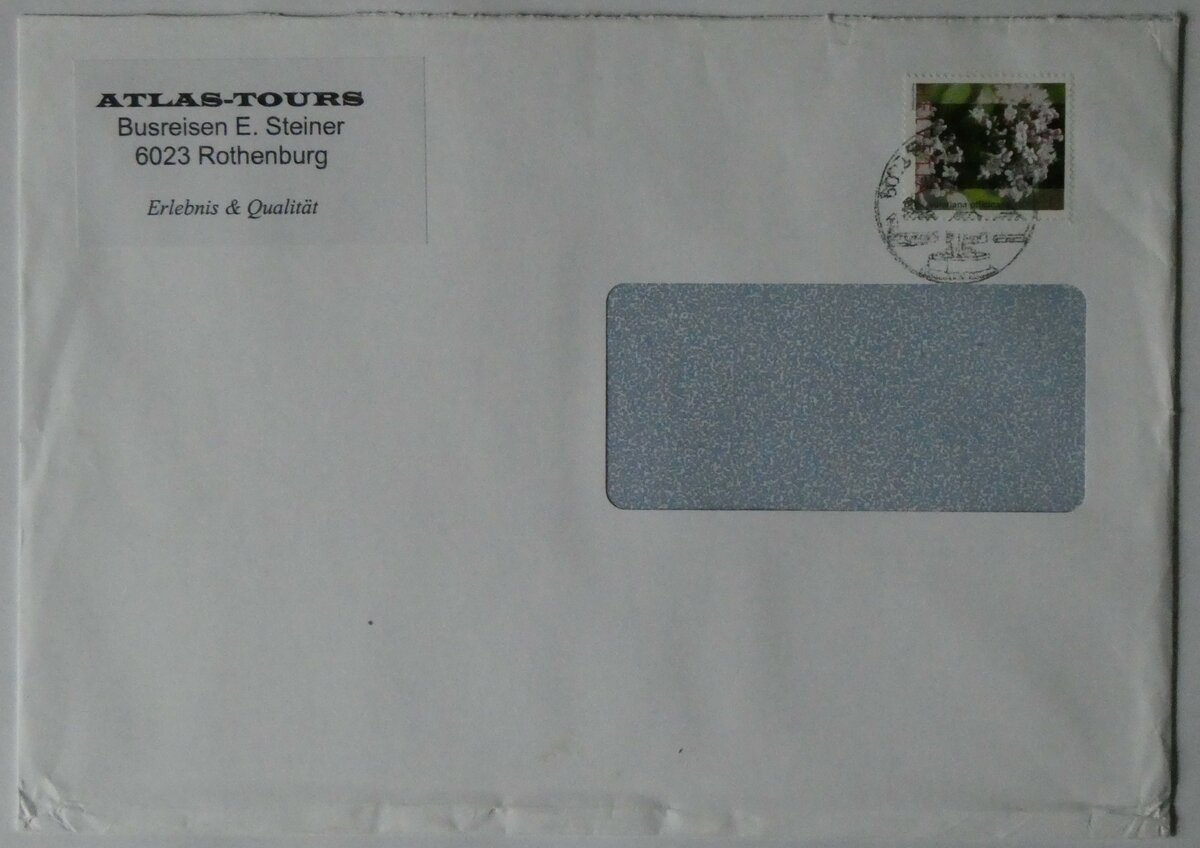 ATLAS-TOURS
Busreisen E. Steiner
6023 Rothenburg
Erlebnis & Qualität